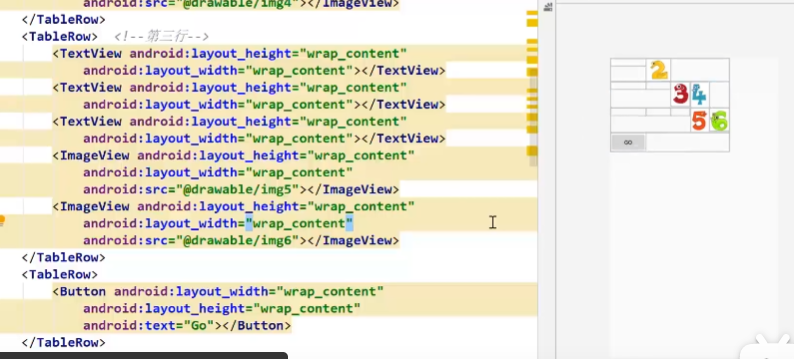 android:src="@drawable/img4"></ImageView>
</TableRow>
<TableRow> <!--第三行-->
<TextView android:layout_height="wrap_content"
android:layout_width="wrap_content"></TextView>
<TextView android:layout_height="wrap_content"
android:layout_width="wrap_content"></TextView>
<TextView android:layout_height="wrap_content"
android:layout_width="wrap_content"></TextView>
<ImageView android:layout_height="wrap_content"
android:layout_width="wrap_content"
android:src="@drawable/img5"></ImageView>
<ImageView android:layout_height="wrap_content"
android:layout_width="wrap_content"
android:src="@drawable/img6"></ImageView>
</TableRow>
<TableRow>
<Button android:layout_width="wrap_content"
android:layout_height="wrap_content"
android:text="Go"></Button>
</TableRow>
2
3 4
5 6
GO